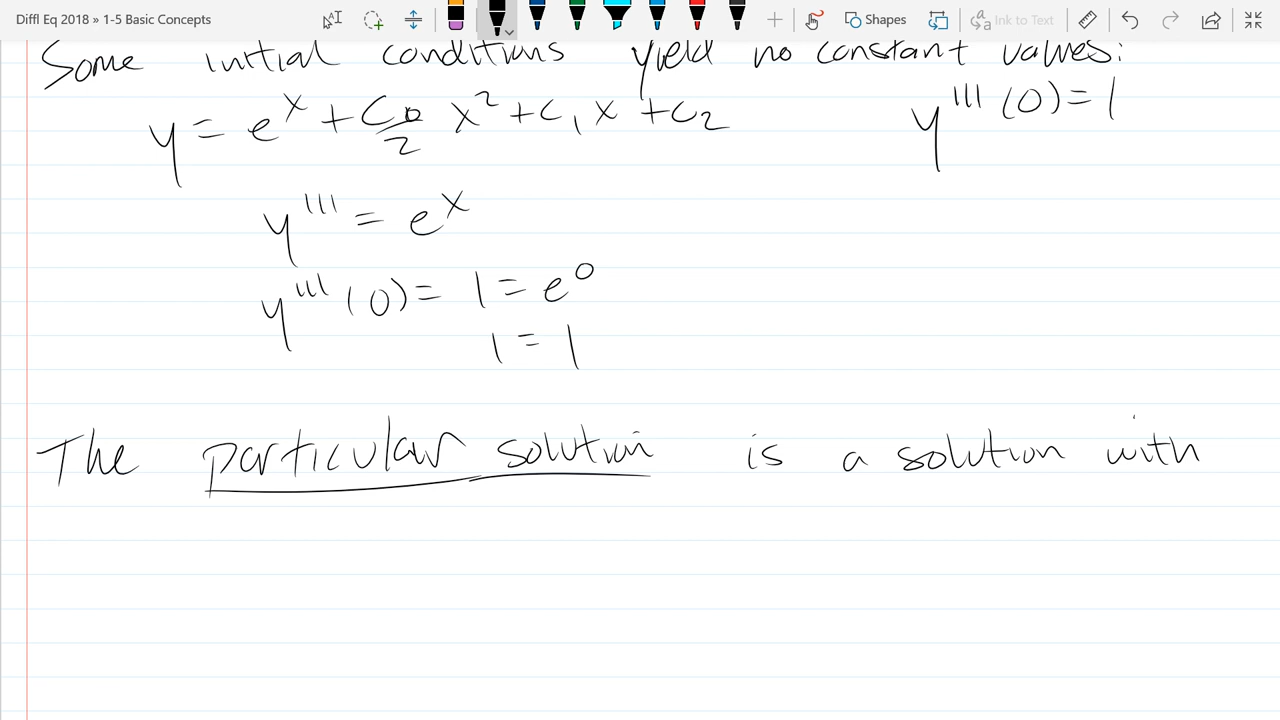 Diffl Eq 2018 » 1-5 Basic Concepts Shapes Ink to Text
Some initial conditions yield no constant values:
y = e^x + C₀/2 x² + C₁x + C₂ y'''(0) = 1
y''' = e^x
y'''(0) = 1 = e^0
1 = 1
The particular solution is a solution with